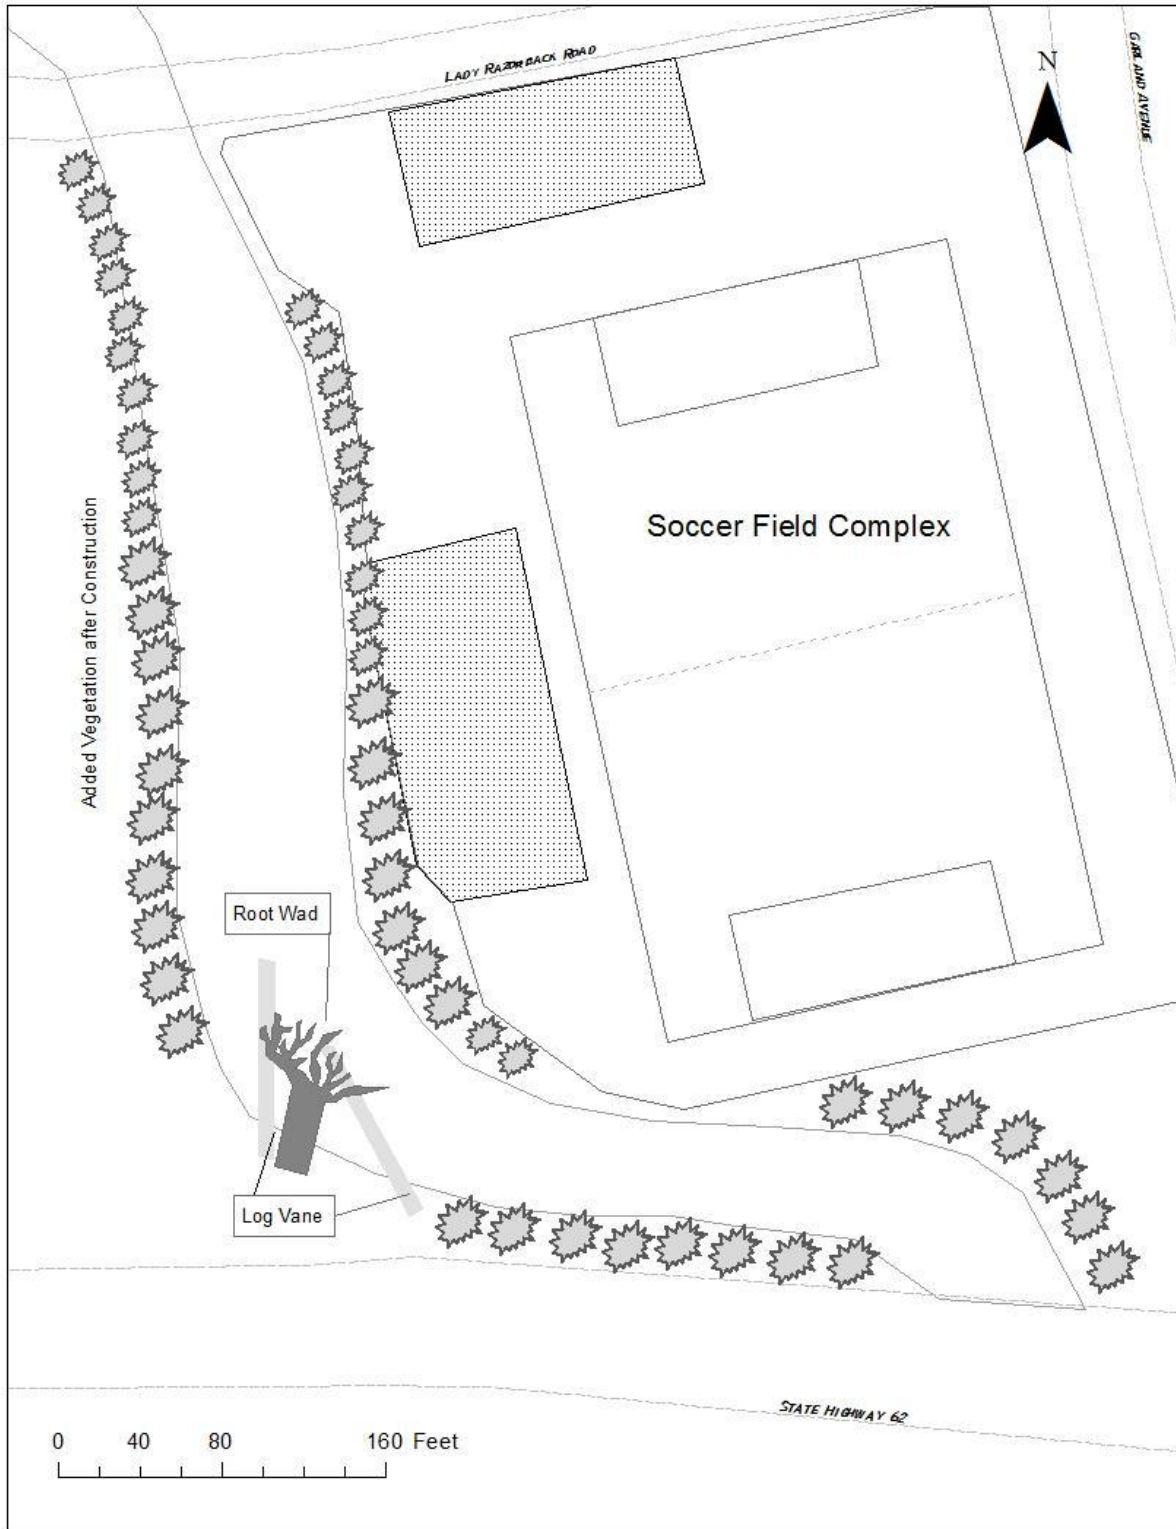 LADY RAZORBACK ROAD
GARLAND AVENUE
N
Soccer Field Complex
Added Vegetation after Construction
Root Wad
Log Vane
STATE HIGHWAY 62
0 40 80 160 Feet